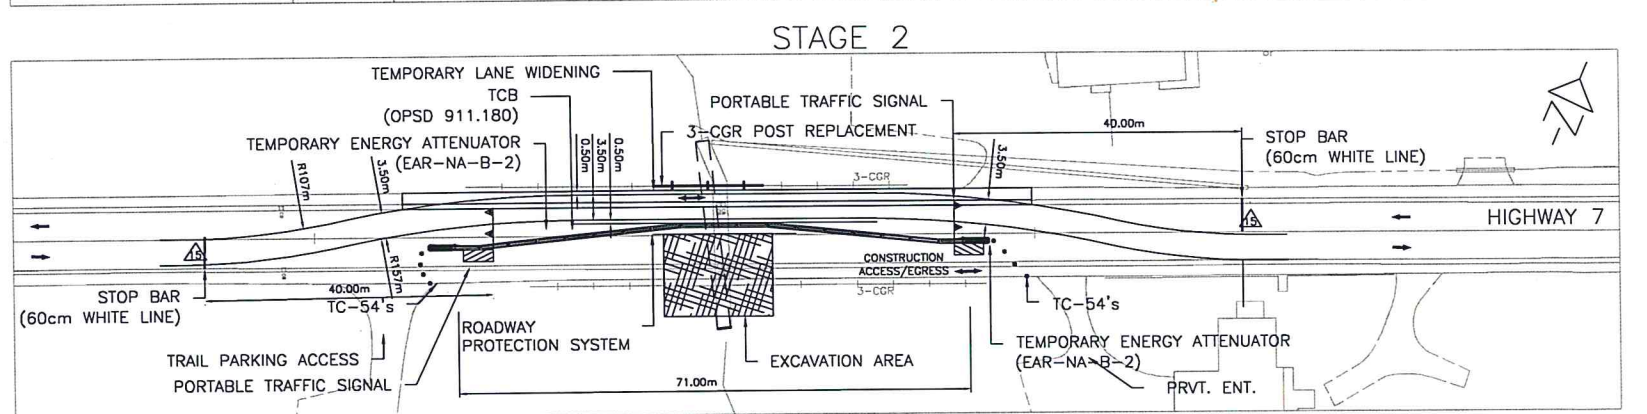 STAGE 2
TEMPORARY LANE WIDENING
TCB
(OPSD 911.180)
TEMPORARY ENERGY ATTENUATOR
(EAR-NA-B-2)
0.50m
3.50m
0.50m
PORTABLE TRAFFIC SIGNAL
3-CGR POST REPLACEMENT
40.00m
STOP BAR
(60cm WHITE LINE)
R107m
3.50m
3-CGR
3.50m
HIGHWAY 7
15
15
R157m
CONSTRUCTION
ACCESS/EGRESS
3-CGR
40.00m
STOP BAR
(60cm WHITE LINE)
TC-54's
TC-54's
ROADWAY
PROTECTION SYSTEM
TRAIL PARKING ACCESS
PORTABLE TRAFFIC SIGNAL
EXCAVATION AREA
TEMPORARY ENERGY ATTENUATOR
(EAR-NA-B-2)
71.00m
PRVT. ENT.